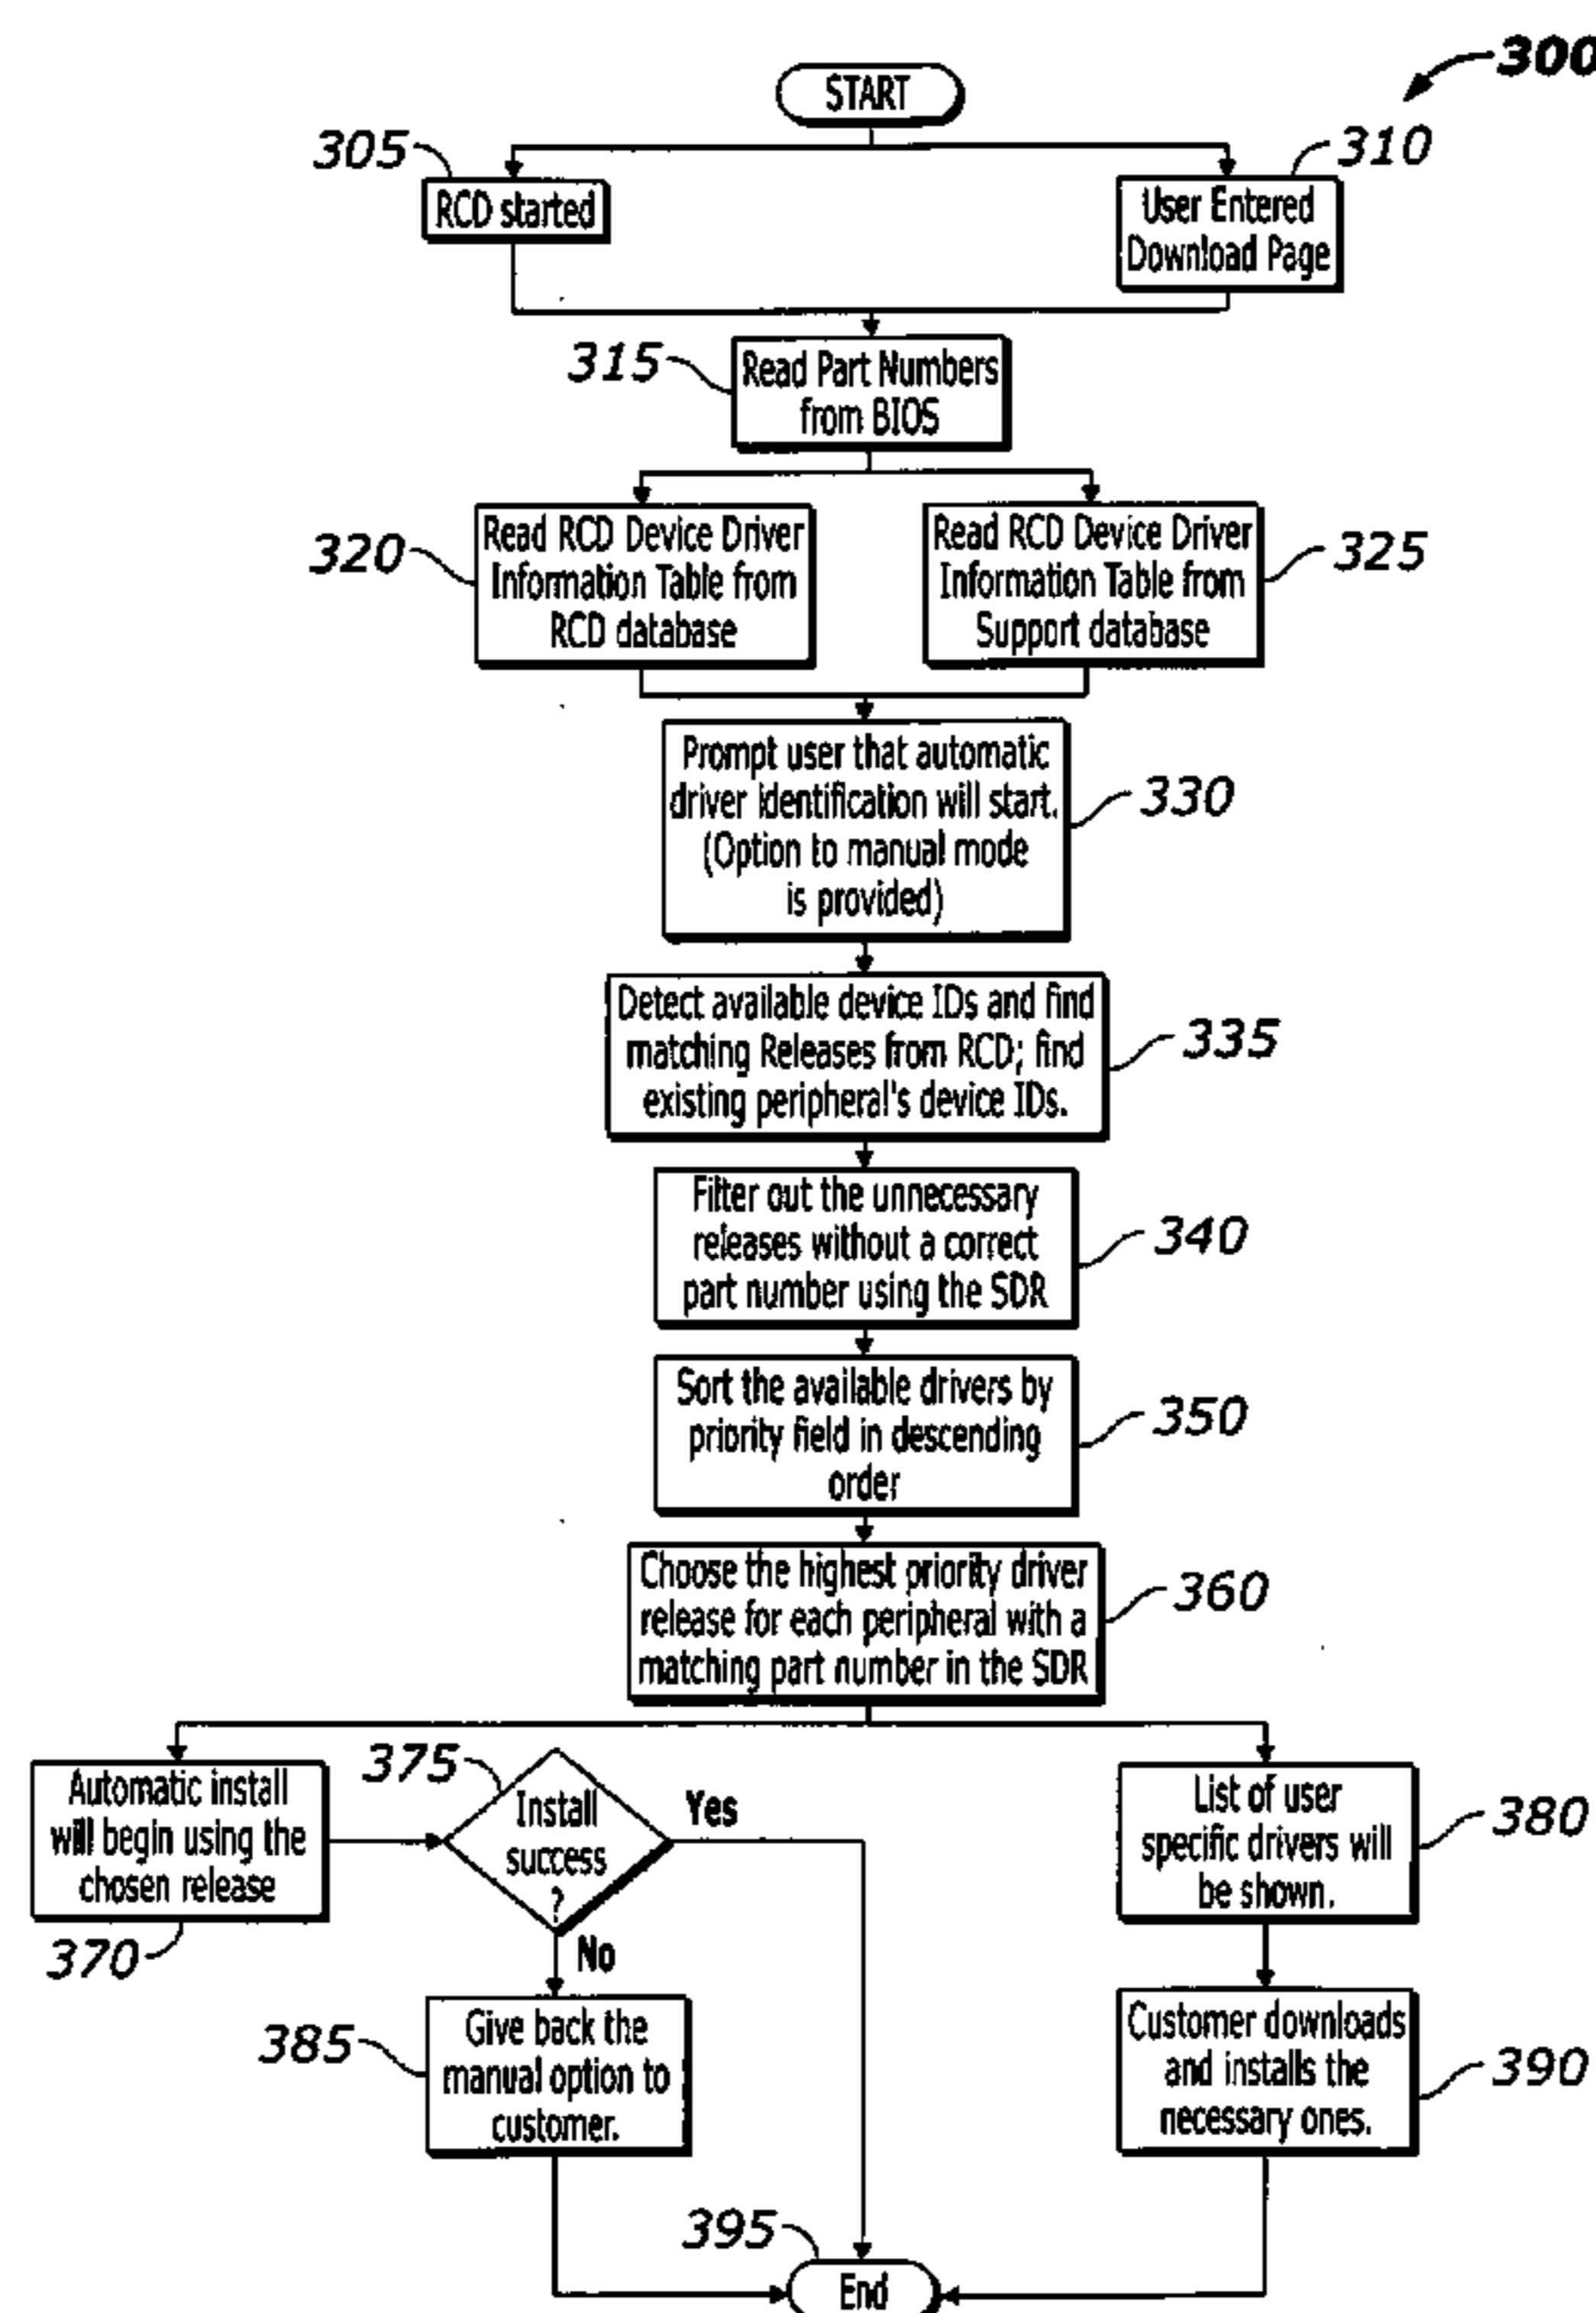 300
START
305
310
RCD started
User Entered
Download Page
315
Read Part Numbers
from BIOS
320
Read RCD Device Driver
Information Table from
RCD database
Read RCD Device Driver
Information Table from
Support database
325
Prompt user that automatic
driver identification will start.
(Option to manual mode
is provided)
330
Detect available device IDs and find
matching Releases from RCD; find
existing peripheral's device IDs.
335
Filter out the unnecessary
releases without a correct
part number using the SDR
340
Sort the available drivers by
priority field in descending
order
350
Choose the highest priority driver
release for each peripheral with a
matching part number in the SDR
360
Automatic install
will begin using the
chosen release
370
375
Install
success
?
Yes
No
List of user
specific drivers will
be shown.
380
385
Give back the
manual option to
customer.
Customer downloads
and installs the
necessary ones.
390
395
End